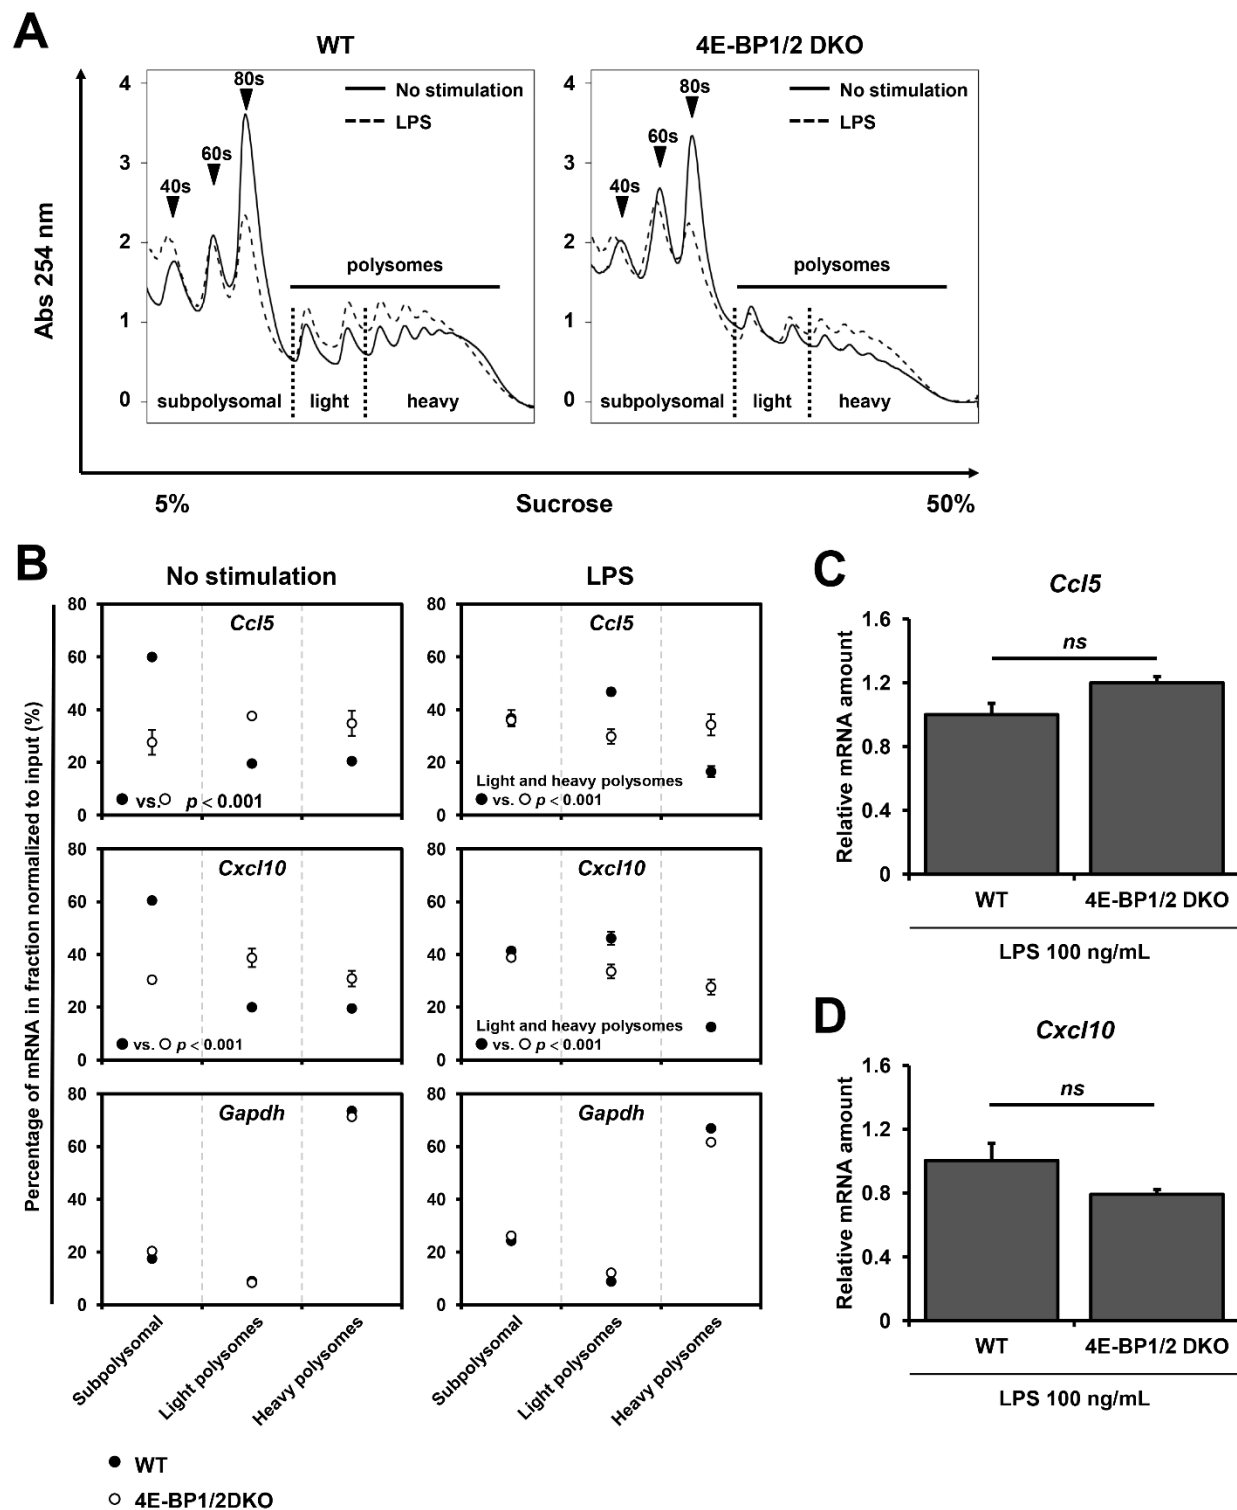 A
WT
4E-BP1/2 DKO
Abs 254 nm
4
3
2
1
0
40s
60s
80s
No stimulation
LPS
polysomes
subpolysomal
light
heavy
4
3
2
1
0
40s
60s
80s
No stimulation
LPS
polysomes
subpolysomal
light
heavy
5%
Sucrose
50%
B
No stimulation
LPS
Percentage of mRNA in fraction normalized to input (%)
80
60
40
20
0
Ccl5
vs. p < 0.001
80
60
40
20
0
Ccl5
Light and heavy polysomes
vs. p < 0.001
80
60
40
20
0
Cxcl10
vs. p < 0.001
80
60
40
20
0
Cxcl10
Light and heavy polysomes
vs. p < 0.001
80
60
40
20
0
Gapdh
80
60
40
20
0
Gapdh
Subpolysomal
Light polysomes
Heavy polysomes
Subpolysomal
Light polysomes
Heavy polysomes
WT
4E-BP1/2DKO
C
Ccl5
Relative mRNA amount
1.6
1.2
0.8
0.4
0
ns
WT
4E-BP1/2 DKO
LPS 100 ng/mL
D
Cxcl10
Relative mRNA amount
1.6
1.2
0.8
0.4
0
ns
WT
4E-BP1/2 DKO
LPS 100 ng/mL